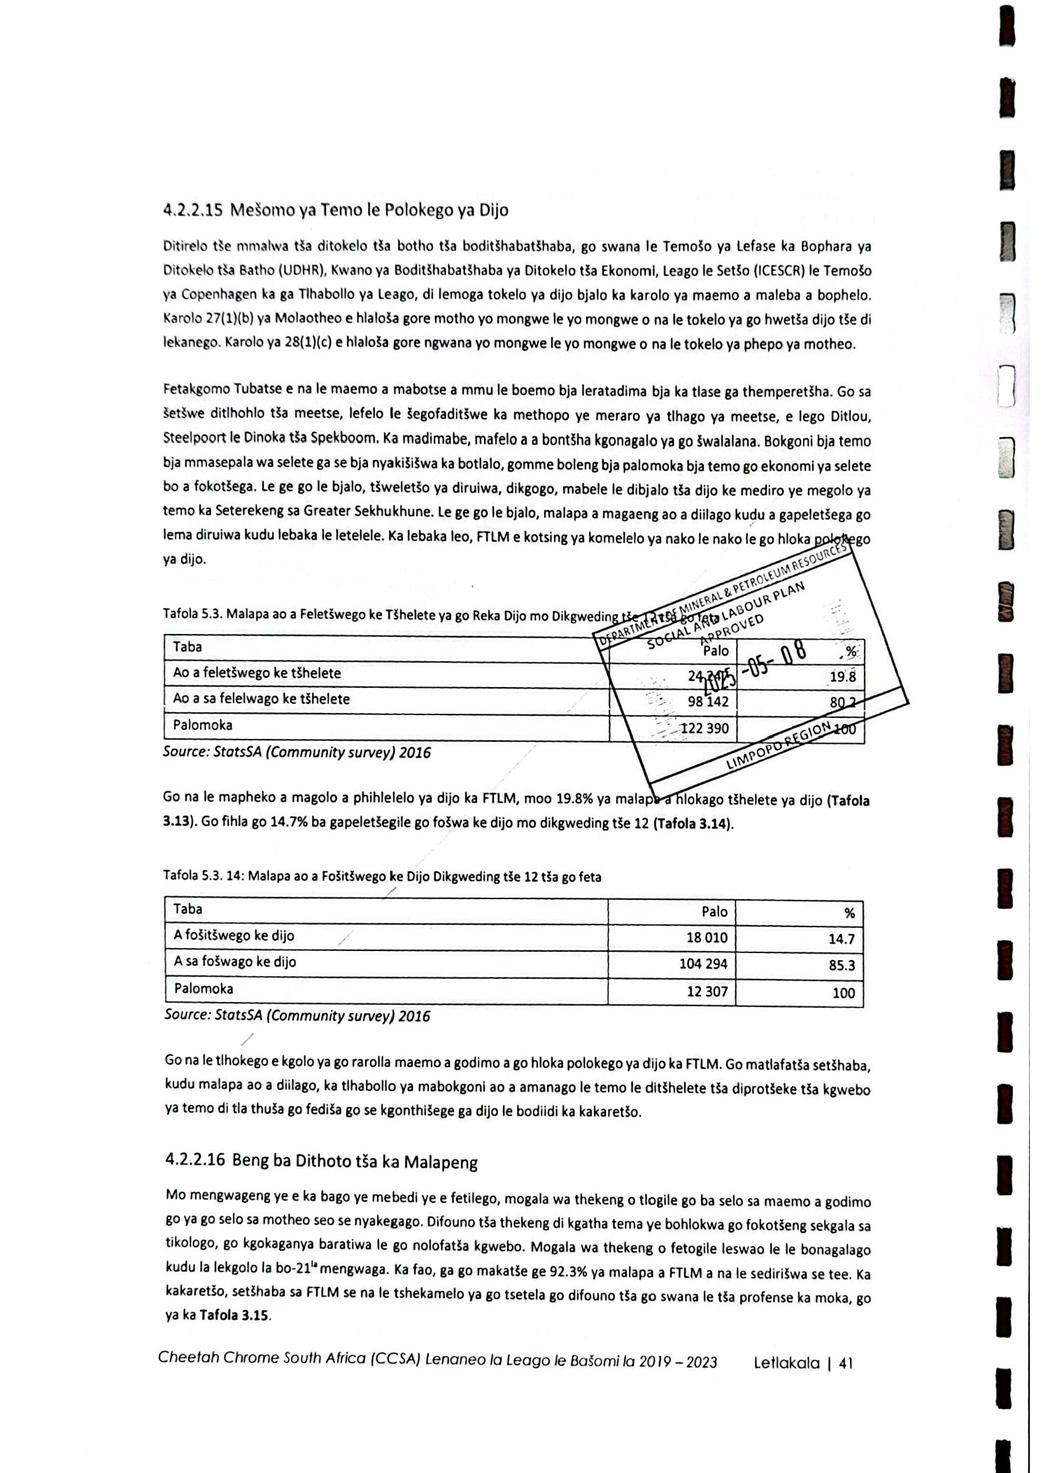 4.2.2.15 Mešomo ya Temo le Polokego ya Dijo
Ditirelo tše mmalwa tša ditokelo tša botho tša boditšhabatšhaba, go swana le Temošo ya Lefase ka Bophara ya
Ditokelo tša Batho (UDHR), Kwano ya Boditšhabatšhaba ya Ditokelo tša Ekonomi, Leago le Setšo (ICESCR) le Temošo
ya Copenhagen ka ga Tlhabollo ya Leago, di lemoga tokelo ya dijo bjalo ka karolo ya maemo a maleba a bophelo.
Karolo 27(1)(b) ya Molaotheo e hlaloša gore motho yo mongwe le yo mongwe o na le tokelo ya go hwetša dijo tše di
lekanego. Karolo ya 28(1)(c) e hlaloša gore ngwana yo mongwe le yo mongwe o na le tokelo ya phepo ya motheo.
Fetakgomo Tubatse e na le maemo a mabotse a mmu le boemo bja leratadima bja ka tlase ga themperetšha. Go sa
šetšwe ditlhohlo tša meetse, lefelo le šegofaditšwe ka methopo ye meraro ya tlhago ya meetse, e lego Ditlou,
Steelpoort le Dinoka tša Spekboom. Ka madimabe, mafelo a a bontšha kgonagalo ya go šwalalana. Bokgoni bja temo
bja mmasepala wa selete ga se bja nyakišišwa ka botlalo, gomme boleng bja palomoka bja temo go ekonomi ya selete
bo a fokotšega. Le ge go le bjalo, tšweletšo ya diruiwa, dikgogo, mabele le dibjalo tša dijo ke mediro ye megolo ya
temo ka Seterekeng sa Greater Sekhukhune. Le ge go le bjalo, malapa a magaeng ao a diilago kudu a gapeletšega go
lema diruiwa kudu lebaka le letelele. Ka lebaka leo, FTLM e kotsing ya komelelo ya nako le nako le go hloka polokego
ya dijo.
DEPARTMENT OF MINERAL & PETROLEUM RESOURCES
SOCIAL AND LABOUR PLAN
APPROVED
2025-05-08
LIMPOPO REGION
Tafola 5.3. Malapa ao a Feletšwego ke Tšhelete ya go Reka Dijo mo Dikgweding tše 12 tša go feta
Taba Palo %
Ao a feletšwego ke tšhelete 19.8
Ao a sa felelwago ke tšhelete 98 142 80.2
Palomoka 122 390 100
Source: StatsSA (Community survey) 2016
Go na le mapheko a magolo a phihlelelo ya dijo ka FTLM, moo 19.8% ya malapa a hlokago tšhelete ya dijo (Tafola
3.13). Go fihla go 14.7% ba gapeletšegile go fošwa ke dijo mo dikgweding tše 12 (Tafola 3.14).
Tafola 5.3. 14: Malapa ao a Fošitšwego ke Dijo Dikgweding tše 12 tša go feta
Taba Palo %
A fošitšwego ke dijo 18 010 14.7
A sa fošwago ke dijo 104 294 85.3
Palomoka 12 307 100
Source: StatsSA (Community survey) 2016
Go na le tlhokego e kgolo ya go rarolla maemo a godimo a go hloka polokego ya dijo ka FTLM. Go matlafatša setšhaba,
kudu malapa ao a diilago, ka tlhabollo ya mabokgoni ao a amanago le temo le ditšhelete tša diprotšeke tša kgwebo
ya temo di tla thuša go fediša go se kgonthišege ga dijo le bodiidi ka kakaretšo.
4.2.2.16 Beng ba Dithoto tša ka Malapeng
Mo mengwageng ye e ka bago ye mebedi ye e fetilego, mogala wa thekeng o tlogile go ba selo sa maemo a godimo
go ya go selo sa motheo seo se nyakegago. Difouno tša thekeng di kgatha tema ye bohlokwa go fokotšeng sekgala sa
tikologo, go kgokaganya baratiwa le go nolofatša kgwebo. Mogala wa thekeng o fetogile leswao le le bonagalago
kudu la lekgolo la bo-21la mengwaga. Ka fao, ga go makatše ge 92.3% ya malapa a FTLM a na le sedirišwa se tee. Ka
kakaretšo, setšhaba sa FTLM se na le tshekamelo ya go tsetela go difouno tša go swana le tša profense ka moka, go
ya ka Tafola 3.15.
Cheetah Chrome South Africa (CCSA) Lenaneo la Leago le Bašomi la 2019 – 2023 Letlakala | 41